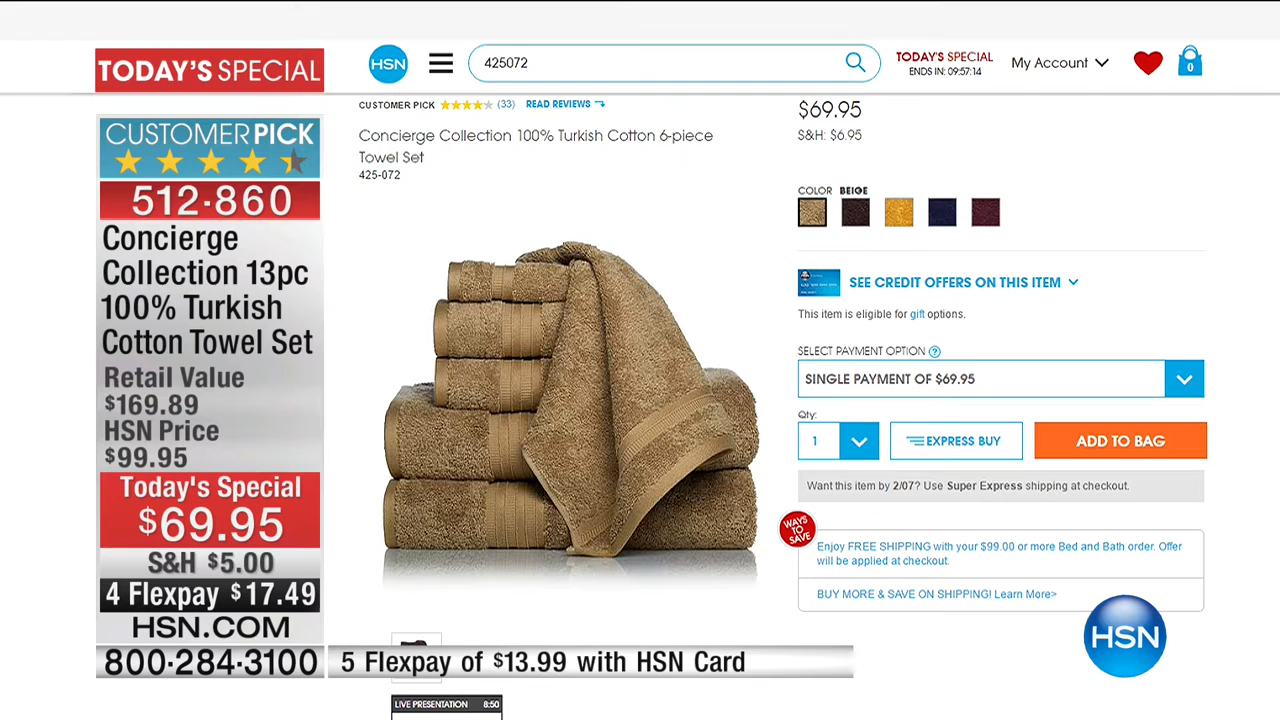 TODAY'S SPECIAL
HSN
425072
TODAY'S SPECIAL
ENDS IN: 09:57:14
My Account
0
CUSTOMER PICK
512·860
Concierge
Collection 13pc
100% Turkish
Cotton Towel Set
Retail Value
$169.89
HSN Price
$99.95
Today's Special
$69.95
S&H $5.00
4 Flexpay $17.49
HSN.COM
800·284·3100
CUSTOMER PICK (33) READ REVIEWS
Concierge Collection 100% Turkish Cotton 6-piece
Towel Set
425-072
$69.95
S&H: $6.95
COLOR BEIGE
SEE CREDIT OFFERS ON THIS ITEM
This item is eligible for gift options.
SELECT PAYMENT OPTION ?
SINGLE PAYMENT OF $69.95
Qty:
1
EXPRESS BUY
ADD TO BAG
Want this item by 2/07? Use Super Express shipping at checkout.
WAYS
TO
SAVE
Enjoy FREE SHIPPING with your $99.00 or more Bed and Bath order. Offer
will be applied at checkout.
BUY MORE & SAVE ON SHIPPING! Learn More>
HSN
5 Flexpay of $13.99 with HSN Card
LIVE PRESENTATION 8:50